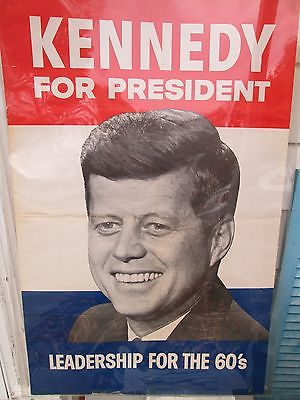 KENNEDY
FOR PRESIDENT
LEADERSHIP FOR THE 60's